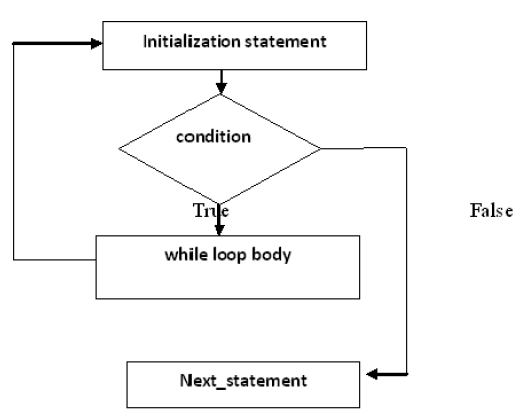 Initialization statement
condition
True
False
while loop body
Next_statement